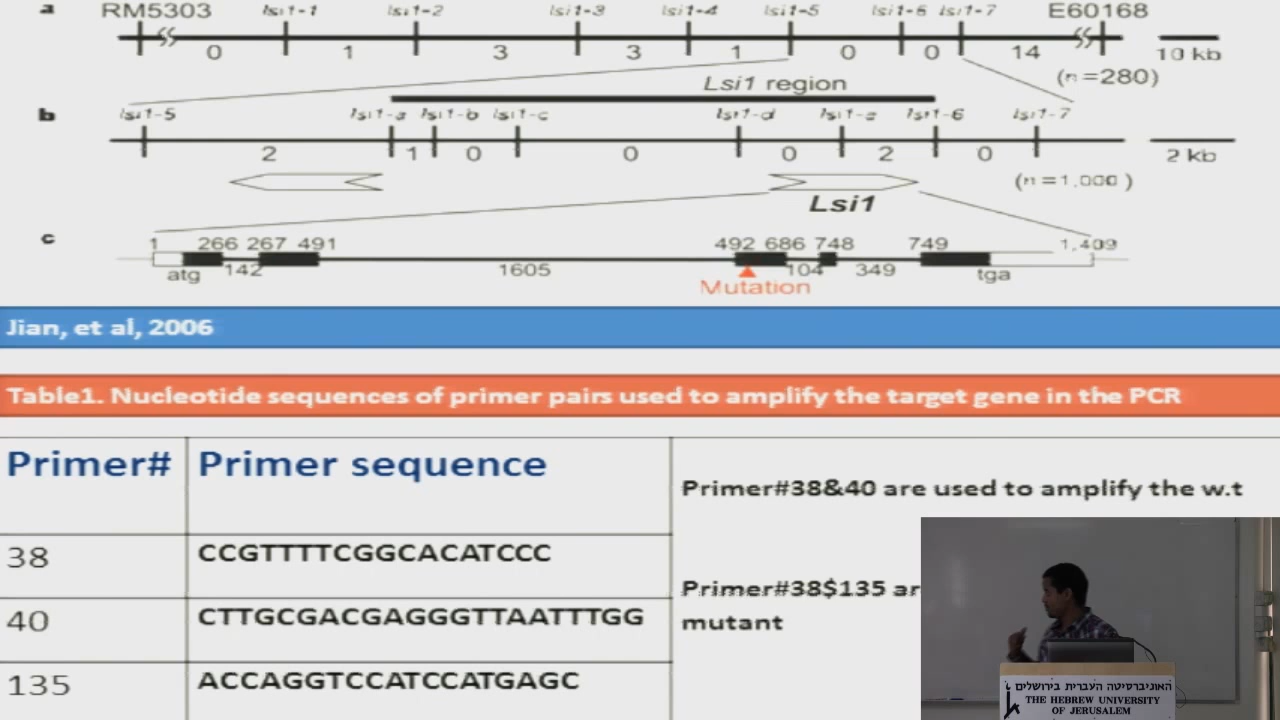 a
RM5303 lsi1-1 lsi1-2 lsi1-3 lsi1-4 lsi1-5 lsi1-6 lsi1-7 E60168
0 1 3 3 1 0 0 14 10 kb
(n=280)
Lsi1 region
b lsi1-5 lsi1-a lsi1-b lsi1-c lsi1-d lsi1-e lsi1-6 lsi1-7
2 1 0 0 0 2 0 2 kb
(n=1,000)
Lsi1
c
1 266 267 491 492 686 748 749 1,409
atg 142 1605 104 349 tga
Mutation
Jian, et al, 2006
Table1. Nucleotide sequences of primer pairs used to amplify the target gene in the PCR
Primer# Primer sequence
Primer#38&40 are used to amplify the w.t
38 CCGTTTTCGGCACATCCC
Primer#38$135 ar
40 CTTGCGACGAGGGTTAATTTGG
mutant
135 ACCAGGTCCATCCATGAGC
האוניברסיטה העברית בירושלים
THE HEBREW UNIVERSITY
OF JERUSALEM